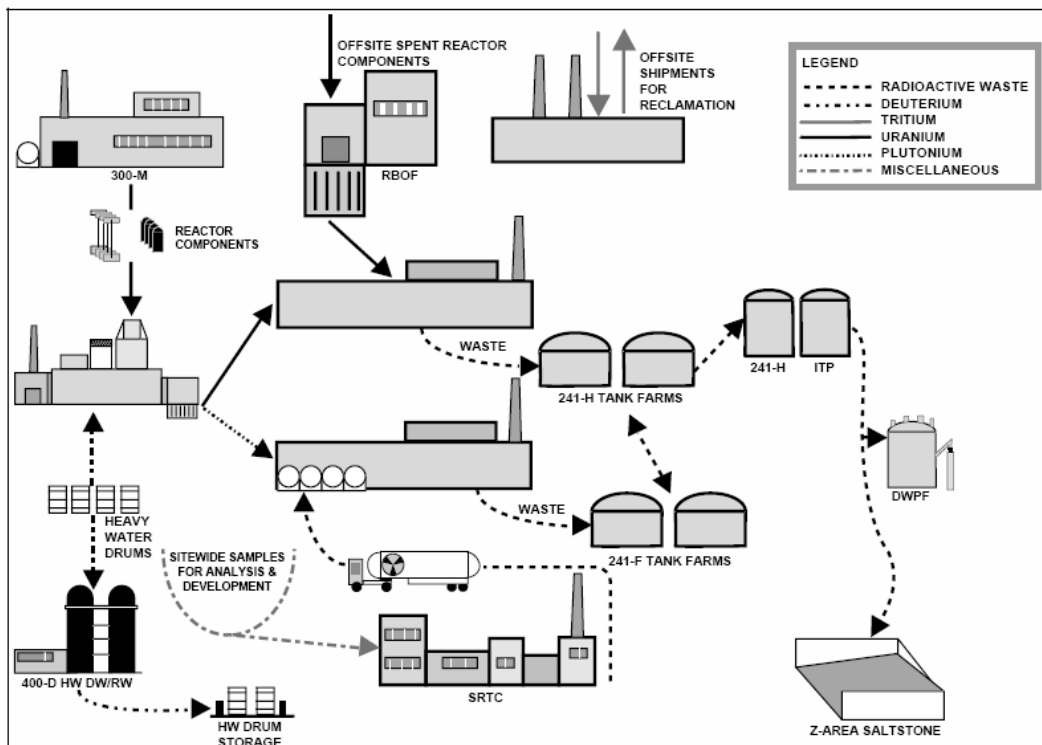 OFFSITE SPENT REACTOR
COMPONENTS
OFFSITE
SHIPMENTS
FOR
RECLAMATION
LEGEND
RADIOACTIVE WASTE
DEUTERIUM
TRITIUM
URANIUM
PLUTONIUM
MISCELLANEOUS
300-M
RBOF
REACTOR
COMPONENTS
WASTE
241-H TANK FARMS
241-H
ITP
HEAVY
WATER
DRUMS
WASTE
DWPF
SITEWIDE SAMPLES
FOR ANALYSIS &
DEVELOPMENT
241-F TANK FARMS
400-D HW DW/RW
SRTC
HW DRUM
STORAGE
Z-AREA SALTSTONE